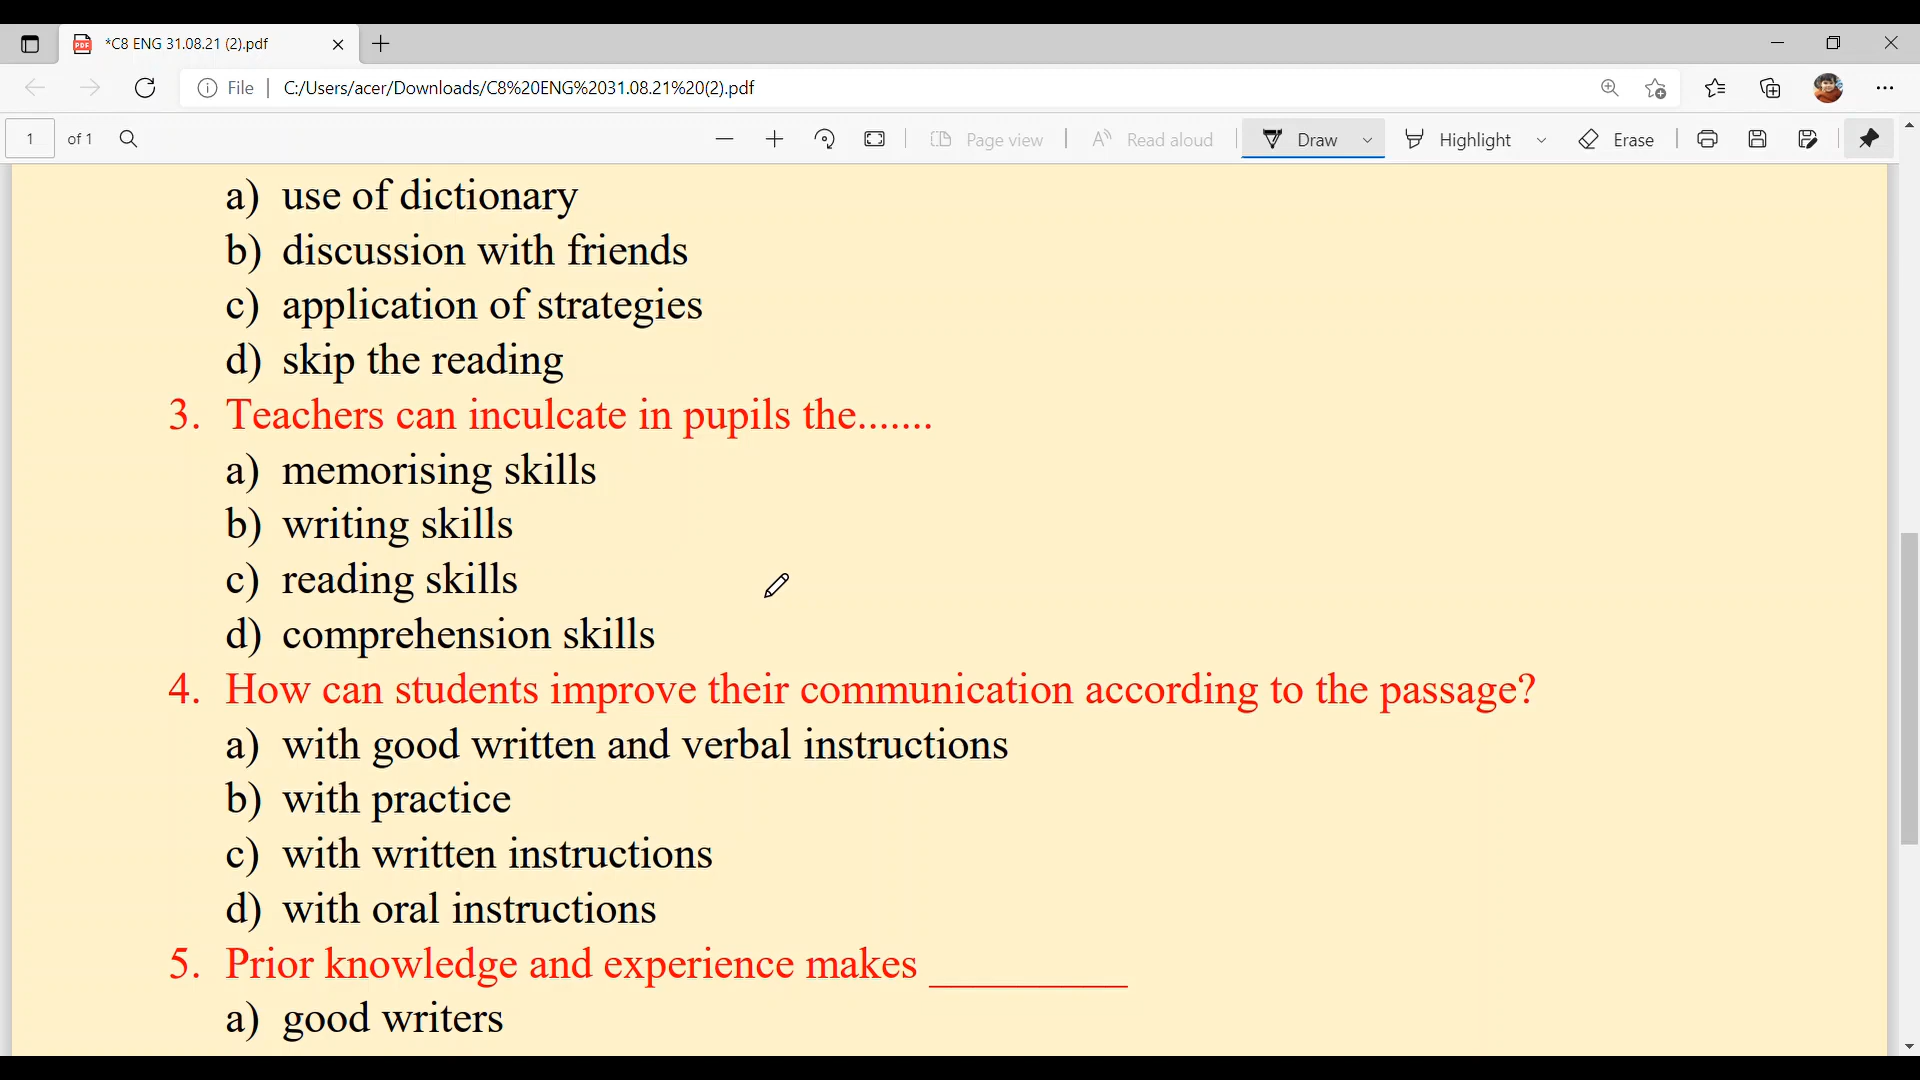 *C8 ENG 31.08.21 (2).pdf
File | C:/Users/acer/Downloads/C8%20ENG%2031.08.21%20(2).pdf
1 of 1 Page view Read aloud Draw Highlight Erase
a) use of dictionary
b) discussion with friends
c) application of strategies
d) skip the reading
3. Teachers can inculcate in pupils the.......
a) memorising skills
b) writing skills
c) reading skills
d) comprehension skills
4. How can students improve their communication according to the passage?
a) with good written and verbal instructions
b) with practice
c) with written instructions
d) with oral instructions
5. Prior knowledge and experience makes _________
a) good writers